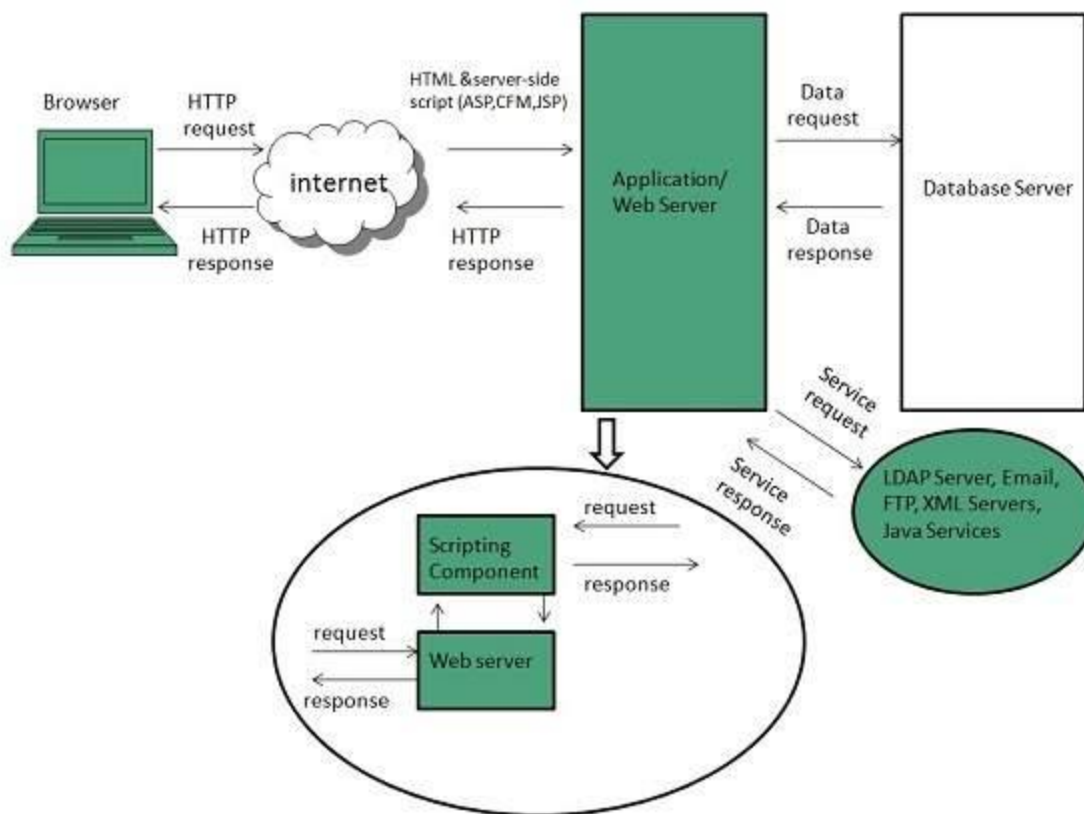 Browser
HTTP
request
HTTP
response
internet
HTML &server-side
script (ASP,CFM,JSP)
HTTP
response
Application/
Web Server
Data
request
Data
response
Database Server
Service
request
Service
response
LDAP Server, Email,
FTP, XML Servers,
Java Services
request
Scripting
Component
response
request
Web server
response